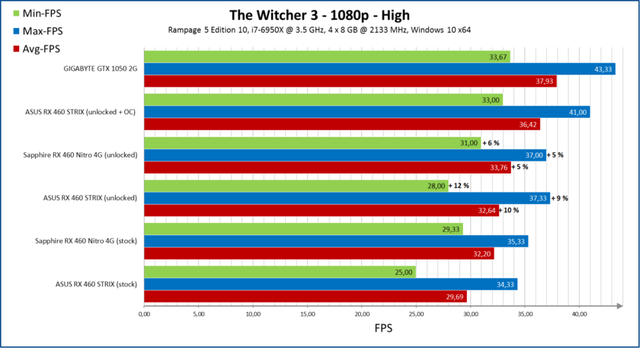 Min-FPS
Max-FPS
Avg-FPS
The Witcher 3 - 1080p - High
Rampage 5 Edition 10, i7-6950X @ 3.5 GHz, 4 x 8 GB @ 2133 MHz, Windows 10 x64
GIGABYTE GTX 1050 2G
33,67
43,33
37,93
ASUS RX 460 STRIX (unlocked + OC)
33,00
41,00
36,42
Sapphire RX 460 Nitro 4G (unlocked)
31,00 + 6 %
37,00 + 5 %
33,76 + 5 %
ASUS RX 460 STRIX (unlocked)
28,00 + 12 %
37,33 + 9 %
32,64 + 10 %
Sapphire RX 460 Nitro 4G (stock)
29,33
35,33
32,20
ASUS RX 460 STRIX (stock)
25,00
34,33
29,69
0,00 5,00 10,00 15,00 20,00 25,00 30,00 35,00 40,00
FPS